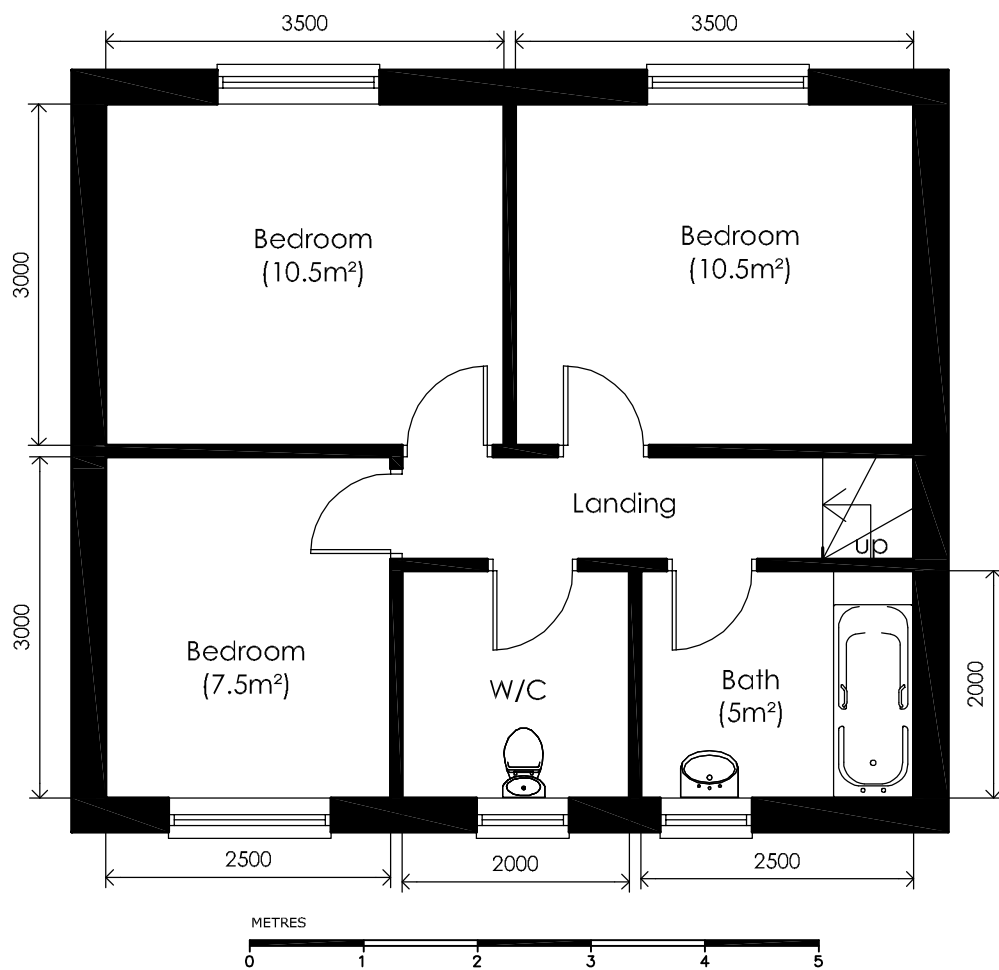 3500
3500
3000
Bedroom
(10.5m²)
Bedroom
(10.5m²)
Landing
up
3000
Bedroom
(7.5m²)
W/C
Bath
(5m²)
2000
2500
2000
2500
METRES
0 1 2 3 4 5